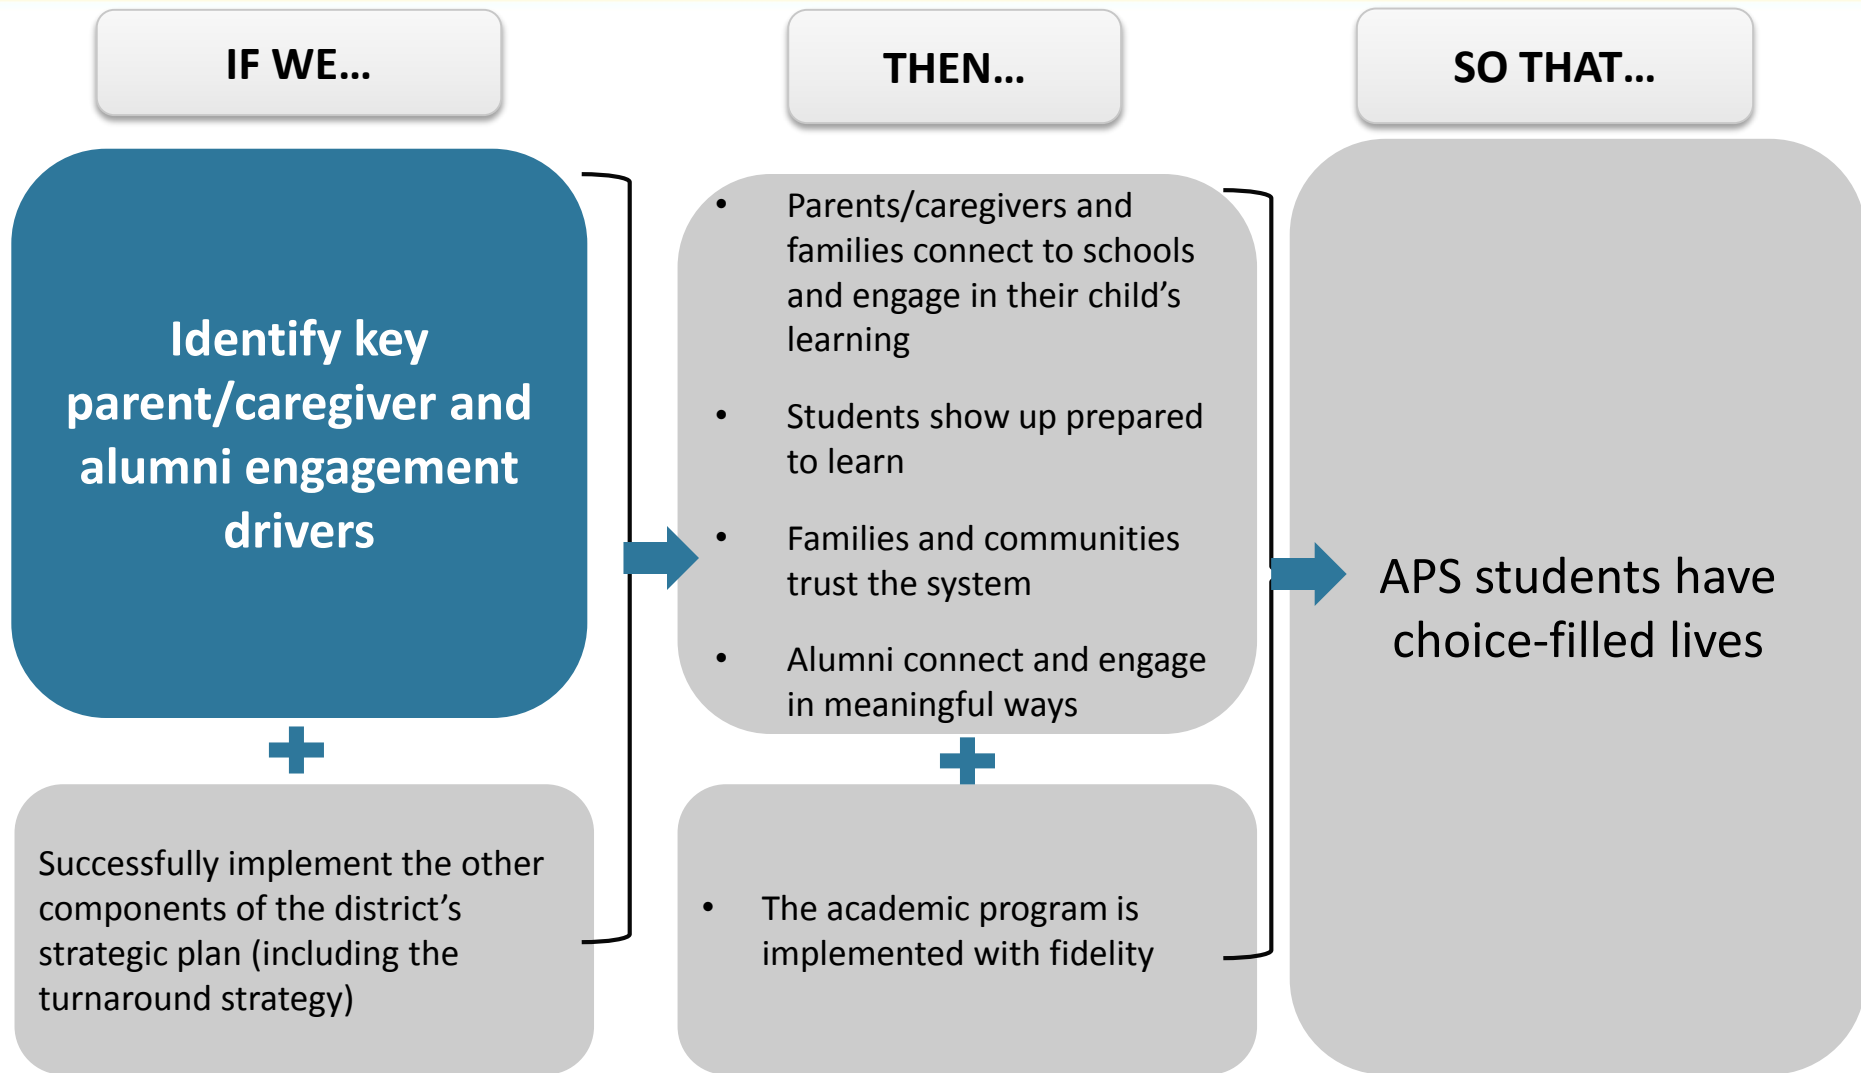 IF WE...
THEN...
SO THAT...
Identify key
parent/caregiver and
alumni engagement
drivers
Successfully implement the other
components of the district’s
strategic plan (including the
turnaround strategy)
• Parents/caregivers and
families connect to schools
and engage in their child’s
learning
• Students show up prepared
to learn
• Families and communities
trust the system
• Alumni connect and engage
in meaningful ways
• The academic program is
implemented with fidelity
APS students have
choice-filled lives